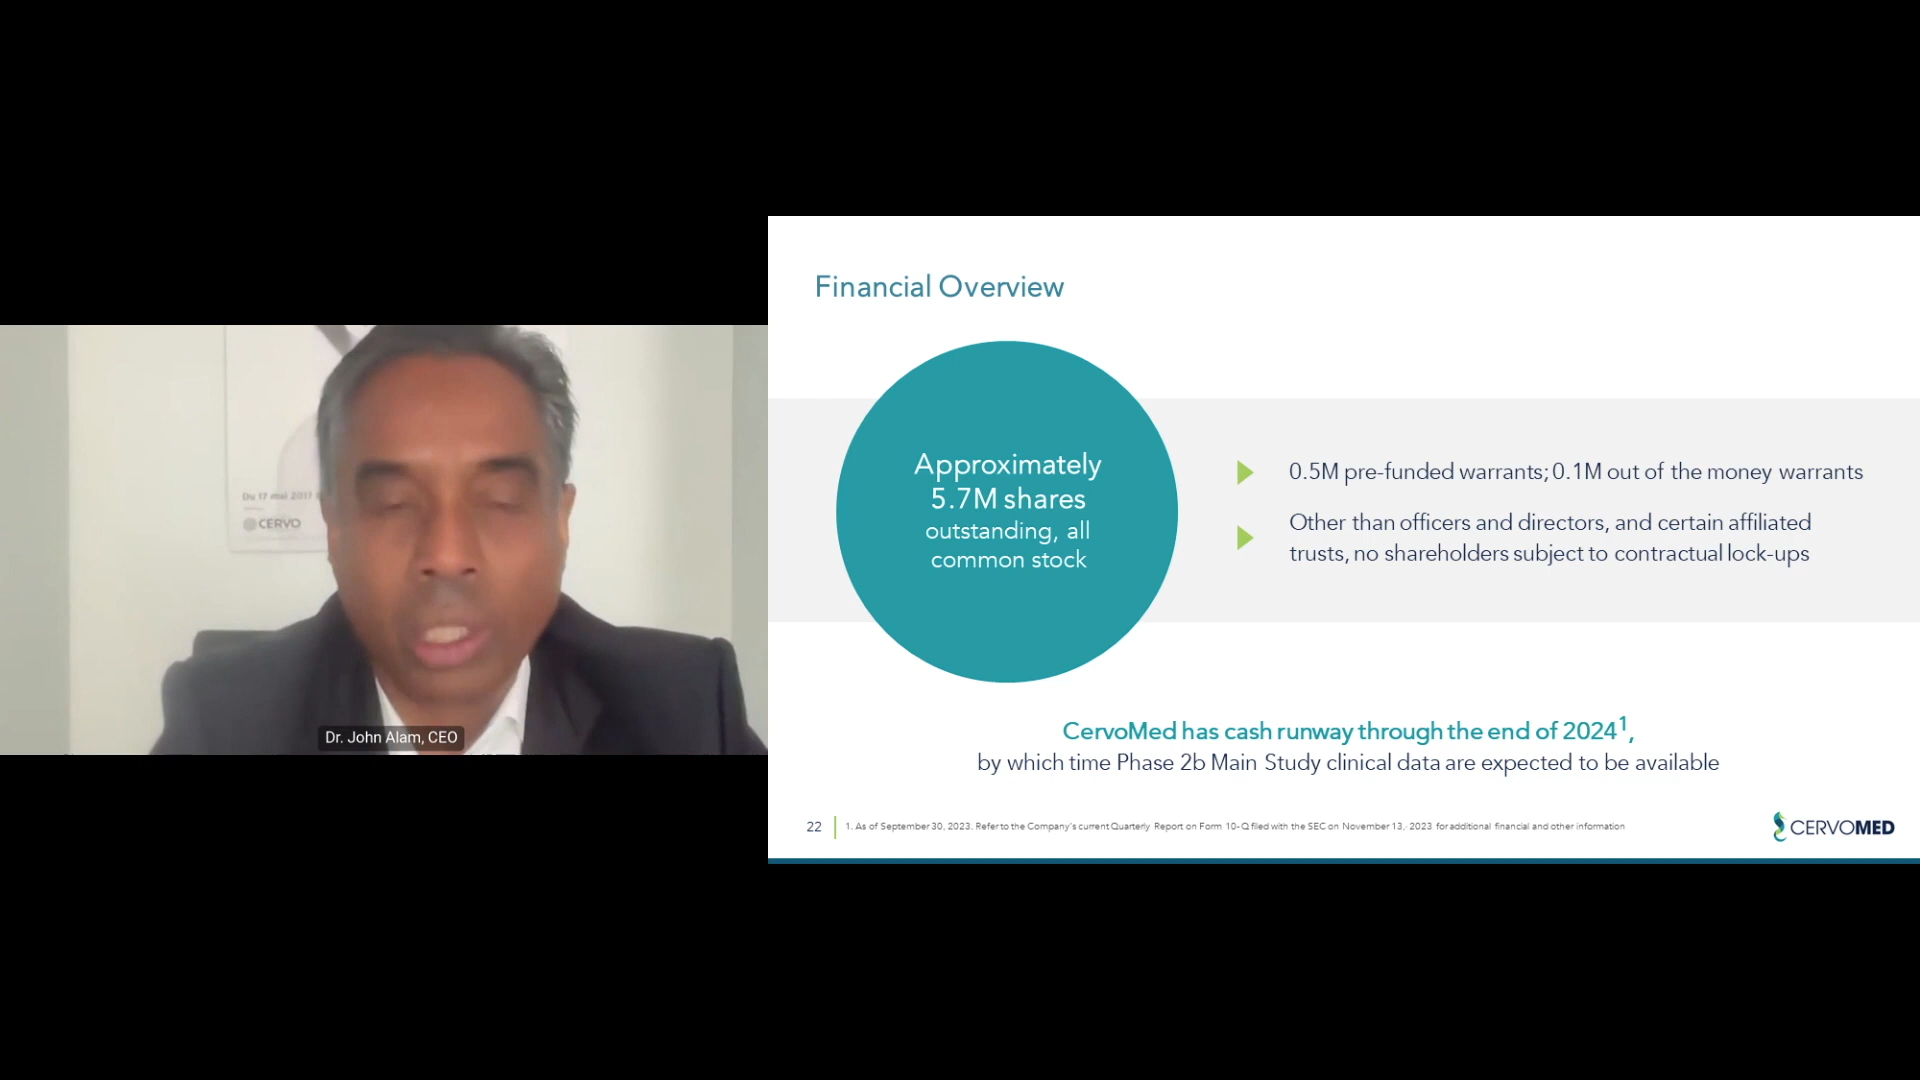 Du 17 mai 2017
CERVO
Dr. John Alam, CEO
Financial Overview
Approximately
5.7M shares
outstanding, all
common stock
0.5M pre-funded warrants; 0.1M out of the money warrants
Other than officers and directors, and certain affiliated
trusts, no shareholders subject to contractual lock-ups
CervoMed has cash runway through the end of 2024¹,
by which time Phase 2b Main Study clinical data are expected to be available
22
1. As of September 30, 2023. Refer to the Company's current Quarterly Report on Form 10-Q filed with the SEC on November 13, 2023 for additional financial and other information
CERVOMED